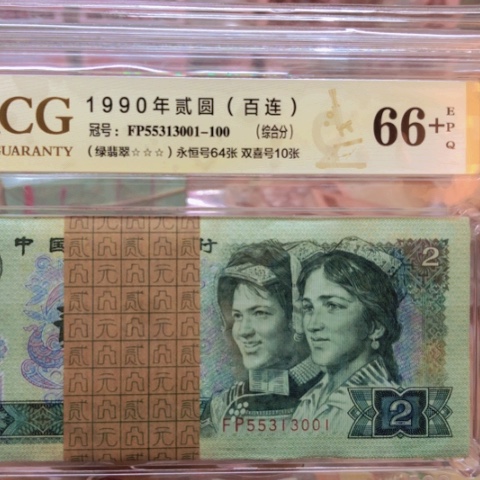 CG
GUARANTY
1990年贰圆（百连）
冠号：FP55313001-100 （综合分）
（绿翡翠☆☆☆）永恒号64张 双喜号10张
66+
EPQ
中国 行
2
FP55313001
2